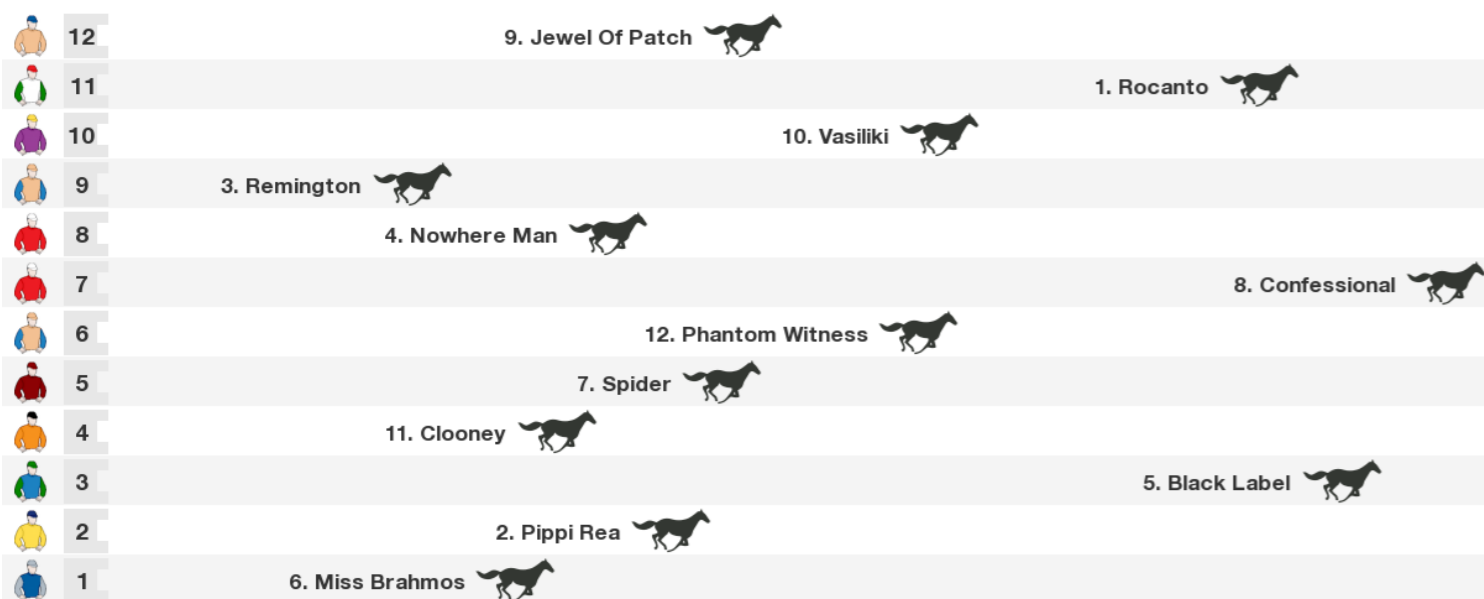 12 9. Jewel Of Patch
11 1. Rocanto
10 10. Vasiliki
9 3. Remington
8 4. Nowhere Man
7 8. Confessional
6 12. Phantom Witness
5 7. Spider
4 11. Clooney
3 5. Black Label
2 2. Pippi Rea
1 6. Miss Brahmos